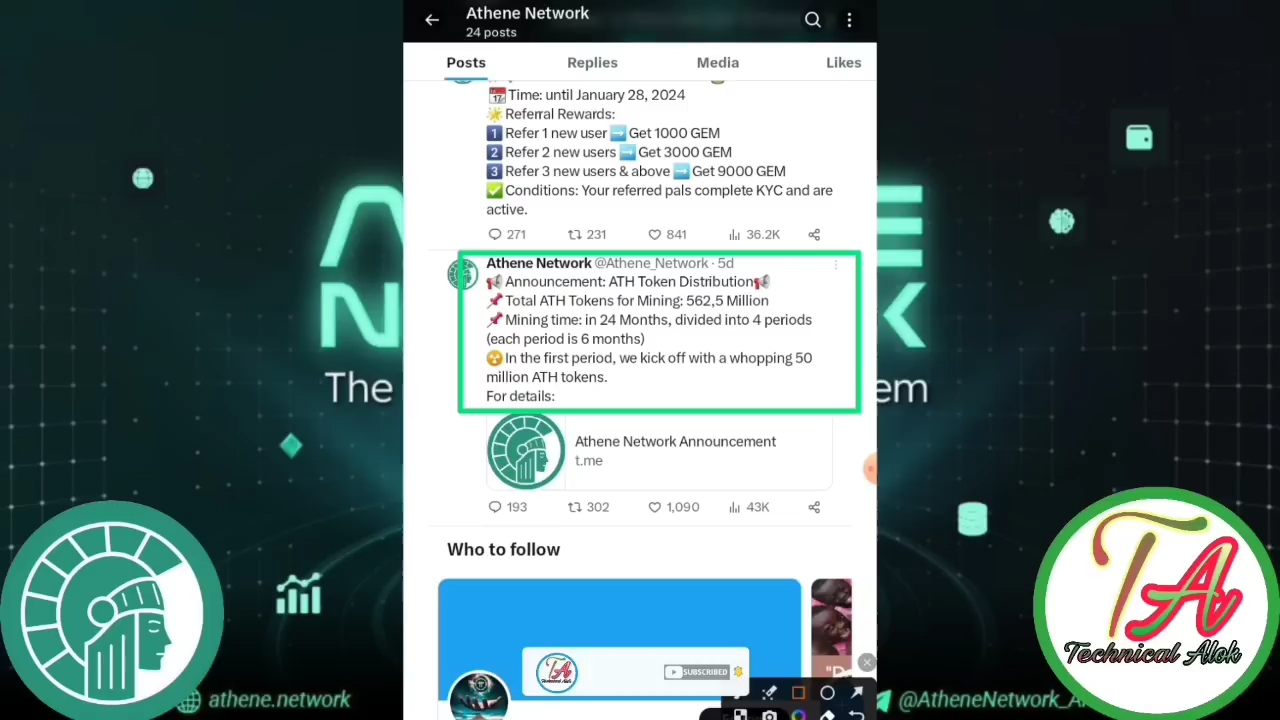 Athene Network
24 posts
Posts
Replies
Media
Likes
📆 Time: until January 28, 2024
🌟 Referral Rewards:
1️⃣ Refer 1 new user ➡️ Get 1000 GEM
2️⃣ Refer 2 new users ➡️ Get 3000 GEM
3️⃣ Refer 3 new users & above ➡️ Get 9000 GEM
✅ Conditions: Your referred pals complete KYC and are
active.
271 231 841 36.2K
Athene Network @Athene_Network · 5d
📢 Announcement: ATH Token Distribution📢
📌 Total ATH Tokens for Mining: 562,5 Million
📌 Mining time: in 24 Months, divided into 4 periods
(each period is 6 months)
☢️ In the first period, we kick off with a whopping 50
million ATH tokens.
For details:
Athene Network Announcement
t.me
193 302 1,090 43K
Who to follow
TA
SUBSCRIBED
The
athene.network
TA
Technical Alok